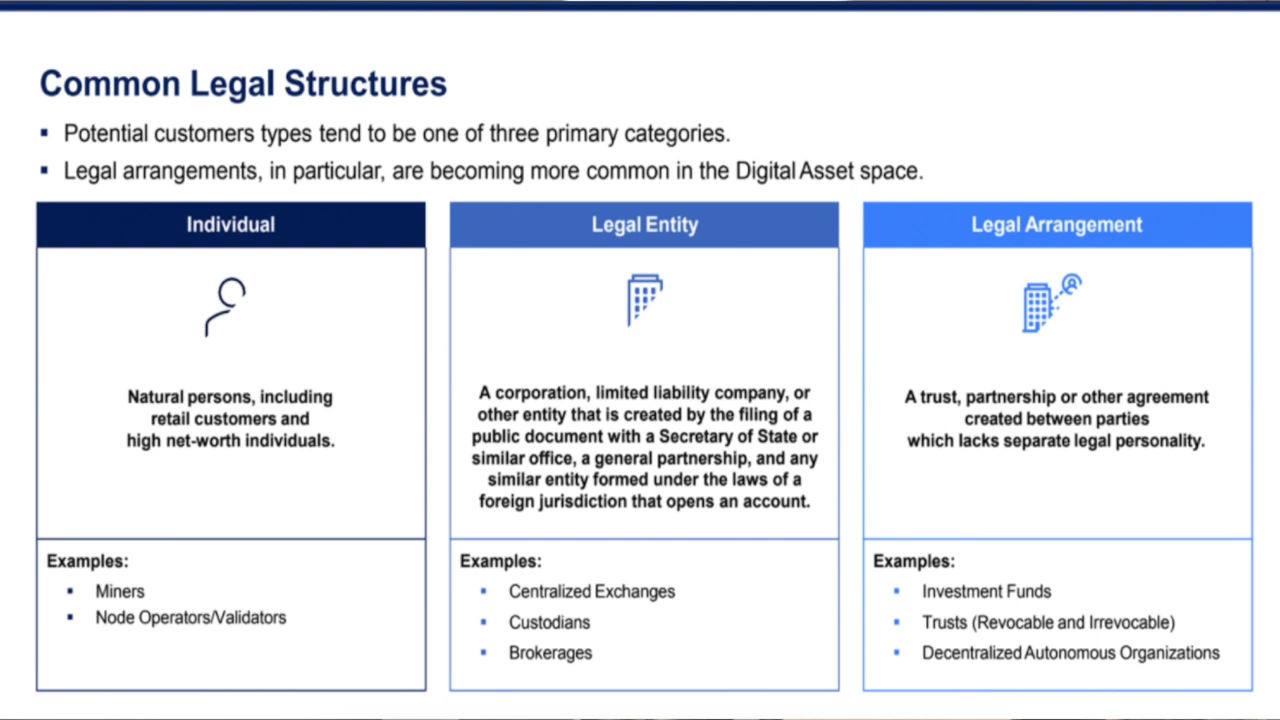 Common Legal Structures
▪ Potential customers types tend to be one of three primary categories.
▪ Legal arrangements, in particular, are becoming more common in the Digital Asset space.
Individual
Natural persons, including
retail customers and
high net-worth individuals.
Examples:
▪ Miners
▪ Node Operators/Validators
Legal Entity
A corporation, limited liability company, or
other entity that is created by the filing of a
public document with a Secretary of State or
similar office, a general partnership, and any
similar entity formed under the laws of a
foreign jurisdiction that opens an account.
Examples:
▪ Centralized Exchanges
▪ Custodians
▪ Brokerages
Legal Arrangement
A trust, partnership or other agreement
created between parties
which lacks separate legal personality.
Examples:
▪ Investment Funds
▪ Trusts (Revocable and Irrevocable)
▪ Decentralized Autonomous Organizations